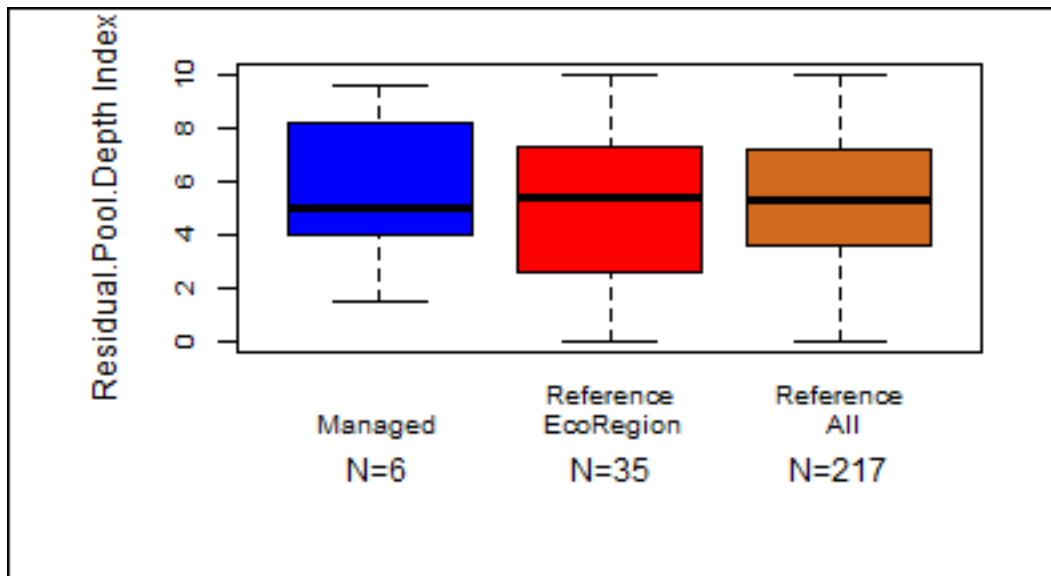 Residual.Pool.Depth Index
10
8
6
4
2
0
Managed
Reference
EcoRegion
Reference
All
N=6
N=35
N=217